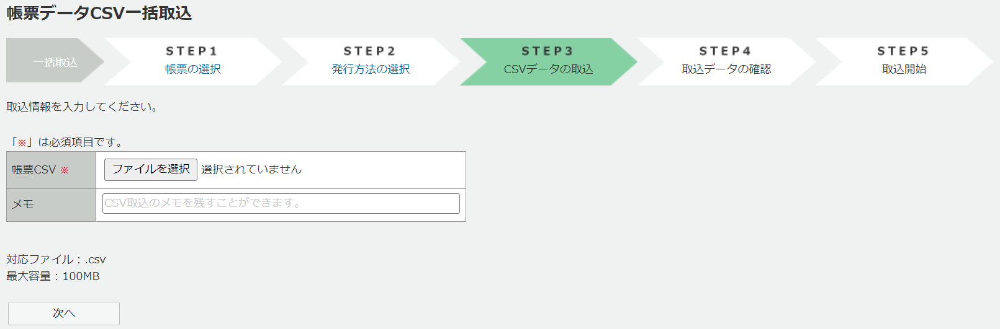 帳票データCSV一括取込
一括取込
STEP1
帳票の選択
STEP2
発行方法の選択
STEP3
CSVデータの取込
STEP4
取込データの確認
STEP5
取込開始
取込情報を入力してください。
「※」は必須項目です。
帳票CSV ※
ファイルを選択 選択されていません
メモ
CSV取込のメモを残すことができます。
対応ファイル：.csv
最大容量：100MB
次へ